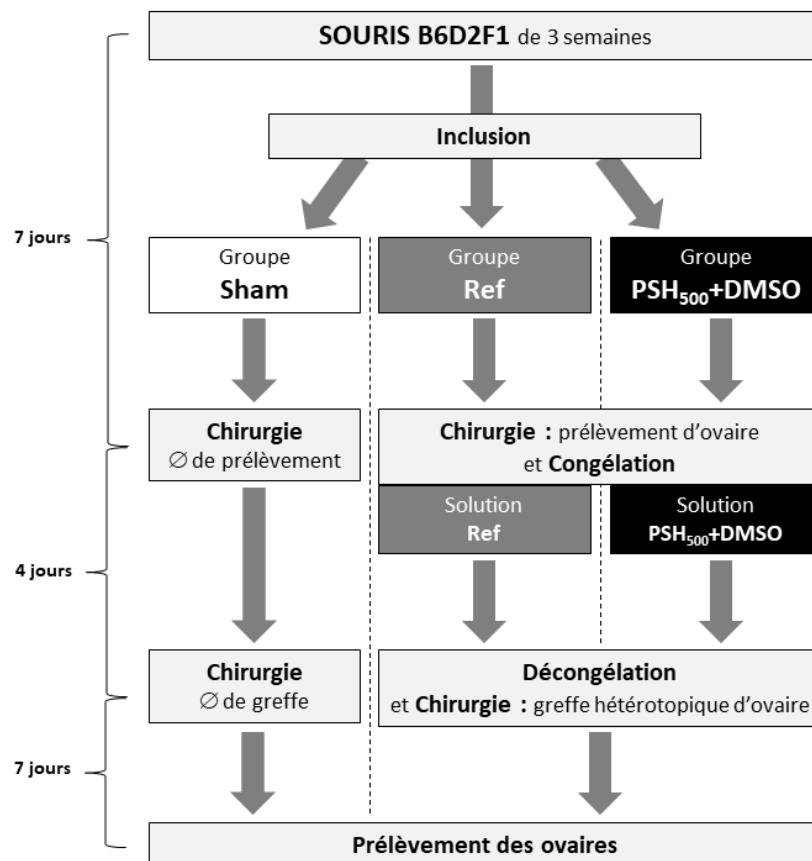 SOURIS B6D2F1 de 3 semaines
Inclusion
7 jours
Groupe
Sham
Groupe
Ref
Groupe
PSH₅₀₀+DMSO
Chirurgie
∅ de prélèvement
Chirurgie : prélèvement d’ovaire
et Congélation
Solution
Ref
Solution
PSH₅₀₀+DMSO
4 jours
Chirurgie
∅ de greffe
Décongélation
et Chirurgie : greffe hétérotopique d’ovaire
7 jours
Prélèvement des ovaires